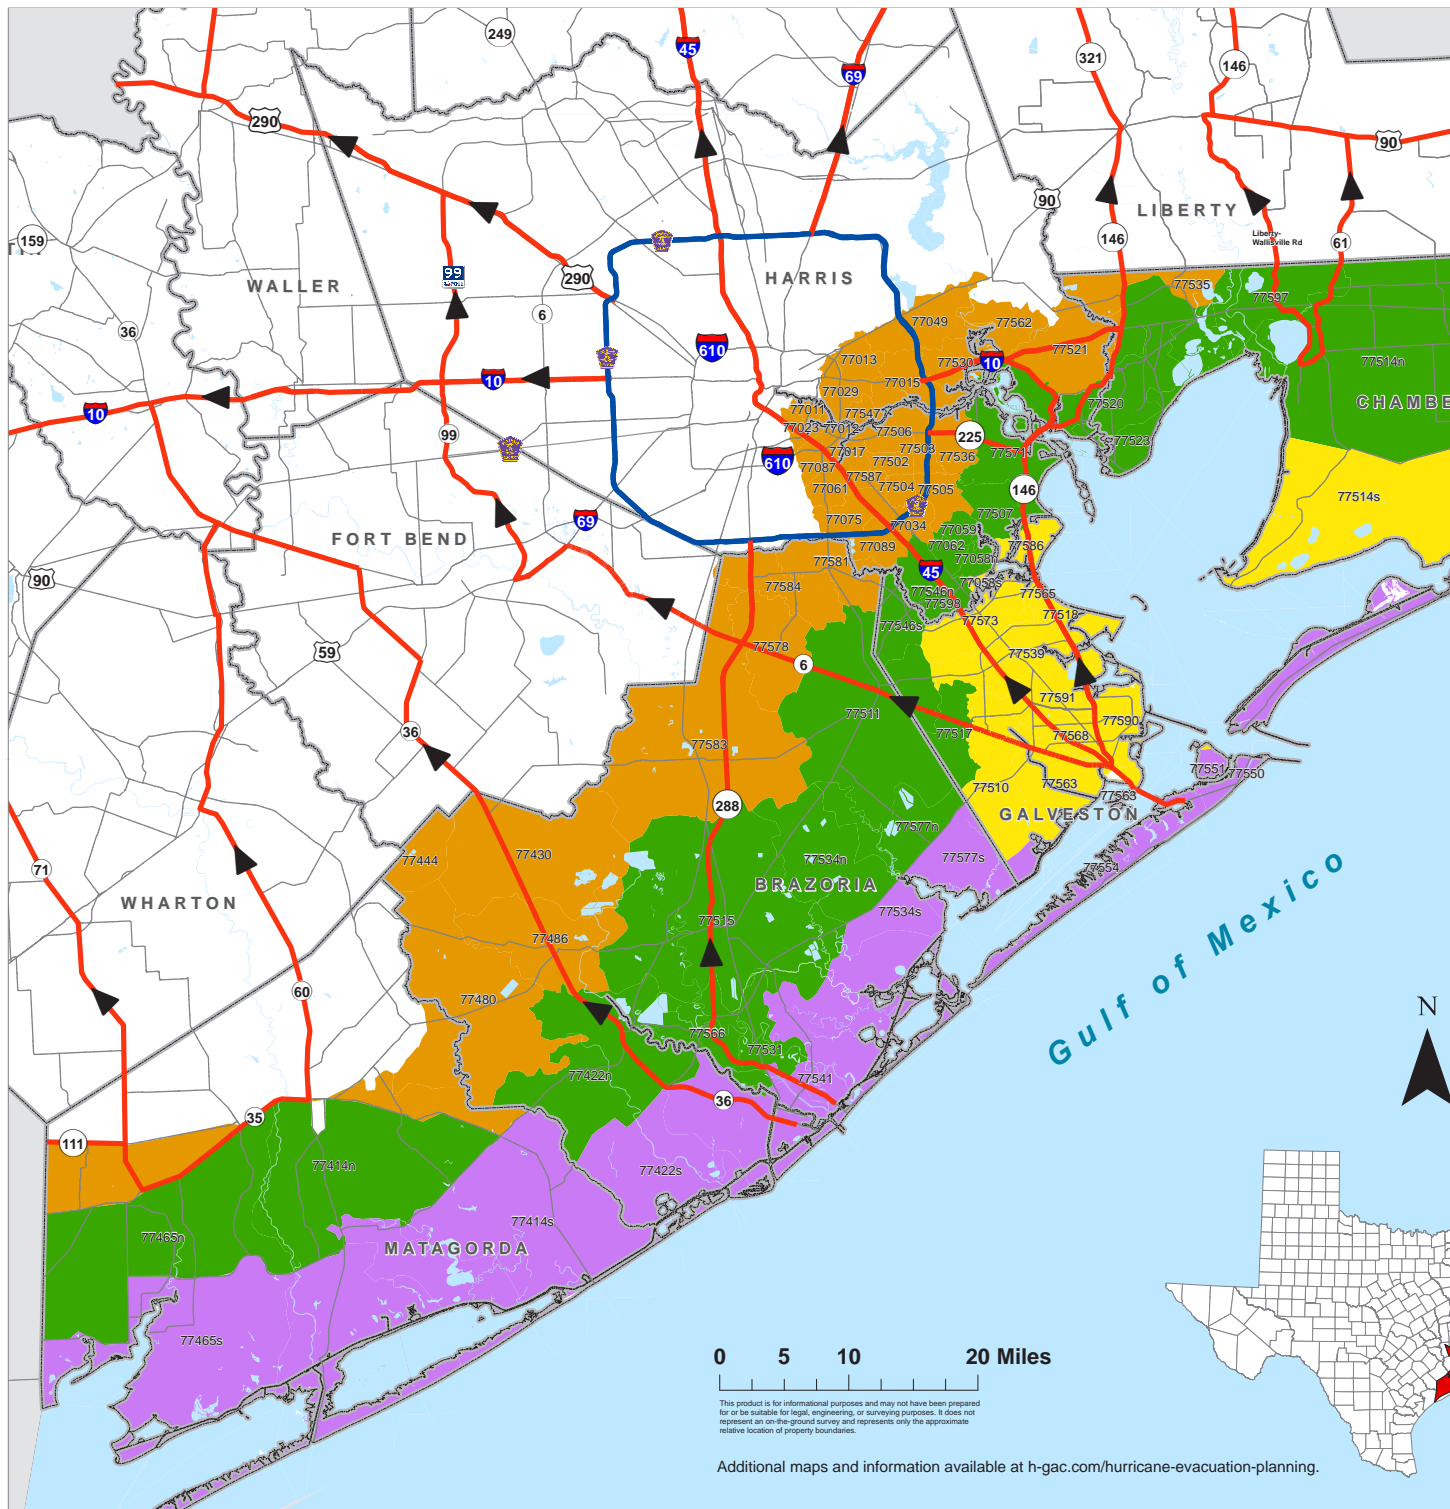 249
45
69
321
146
290
90
90
159
LIBERTY
Liberty-
Wallisville Rd
146
61
WALLER
99
290
HARRIS
6
36
77535
77597
77049
77562
610
77013
77530
10
77521
77514n
10
10
77015
77029
CHAMBE
77011
77547
77520
77023
77012
77506
99
225
77523
77017
77503
77571
77536
610
77087
77502
77587
77061
77504
77505
146
77514s
77075
77507
69
77034
77059
FORT BEND
77089
77062
77586
77581
77058n
90
45
77058s
77584
77546n
77565
77598
77546s
77573
77518
59
77578
77539
6
77591
77511
77590
36
77517
77568
77583
77551
77550
77510
77563
77563
288
GALVESTON
77577n
77444
77430
77534n
77577s
71
77554
BRAZORIA
WHARTON
77534s
77515
Gulf of Mexico
77486
60
77480
N
77566
77531
77422n
77541
36
35
111
77414n
77422s
77414s
77465n
MATAGORDA
77465s
0 5 10 20 Miles
This product is for informational purposes and may not have been prepared
for or be suitable for legal, engineering, or surveying purposes. It does not
represent an on-the-ground survey and represents only the approximate
relative location of property boundaries.
Additional maps and information available at h-gac.com/hurricane-evacuation-planning.